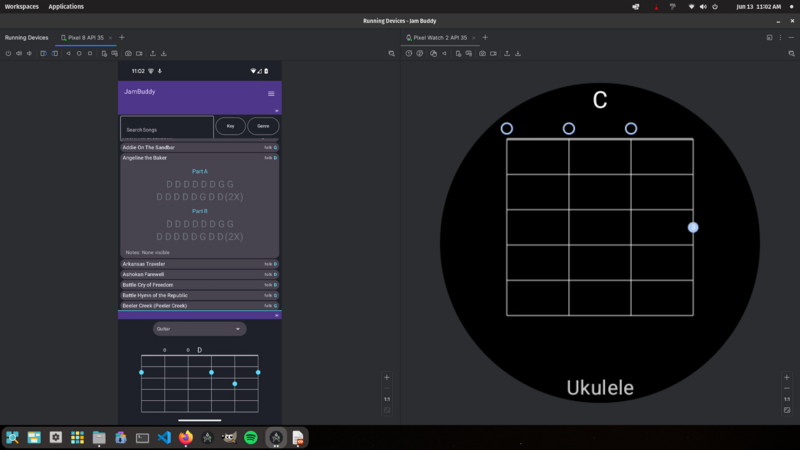 Workspaces Applications Jun 13 11:02 AM
Running Devices - Jam Buddy
Running Devices Pixel 8 API 35 Pixel Watch 2 API 35
11:02
JamBuddy
Search Songs Key Genre
Addie On The Sandbur folk D
Angeline the Baker folk D
Part A
D D D D D D G G
D D D D D G D D (2X)
Part B
D D D D D D G G
D D D D D G D D (2X)
Notes: None visible
Arkansas Traveler folk D
Ashokan Farewell folk D
Battle Cry of Freedom folk D
Battle Hymn of the Republic folk D
Beeler Creek (Peeler Creek) folk D
Guitar
o o D
1:1
C
Ukulele
1:1